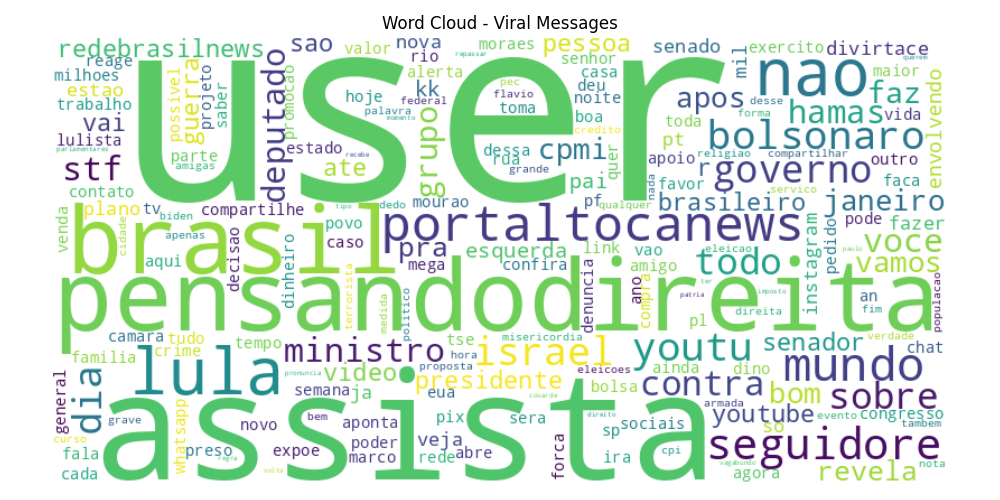 Word Cloud - Viral Messages
redebrasilnews sao valor nova moraes pessoa senado exercito divirtace
reage rio senhor mil maior
milhoes estao possivel guerra projeto saber deputado promocao user alerta kk pec flavio casa deu nao faz
trabalho hoje palavra federal toma noite apos hamas vida envolvendo
vai lulista grupo momento boa credito toda desse forma bolsonaro
parlamentares parte estado dessa rua cpmi quer pt
stf amigas ate recebe grande apoio religiao compartilhar outro
contato r governo faca
venda plano tv compartilhe tipo dedo mourao pai pf qualquer nada favor brasileiro servico janeiro
biden povo portaltocanews pode fazer
cidade brasil apenas decisao caso pra esquerda link vao eleicao todo instagram pedido paulo voce
aqui dinheiro terrorista mega confira amigo ter vamos
medida politico denuncia ano compra patria imposto an populacao
pensandodireita pl direita fim
camara tudo tempo tse misericordia hora verdade
familia crime lula ministro israel youtu senador chat
general dia pronuncia video proposta eleicoes ainda dino mundo
semana ja eua presidente bolsa contra bom sobre
grave whatsapp novo bem pix covarde armada youtube evento congresso
curso assista aponta sera direito sp sociais so tambem
fala preso expoe poder veja abre forca cpi seguidore
cada regra volta marco rede ira vagabundo agora revela nota
repassar querem